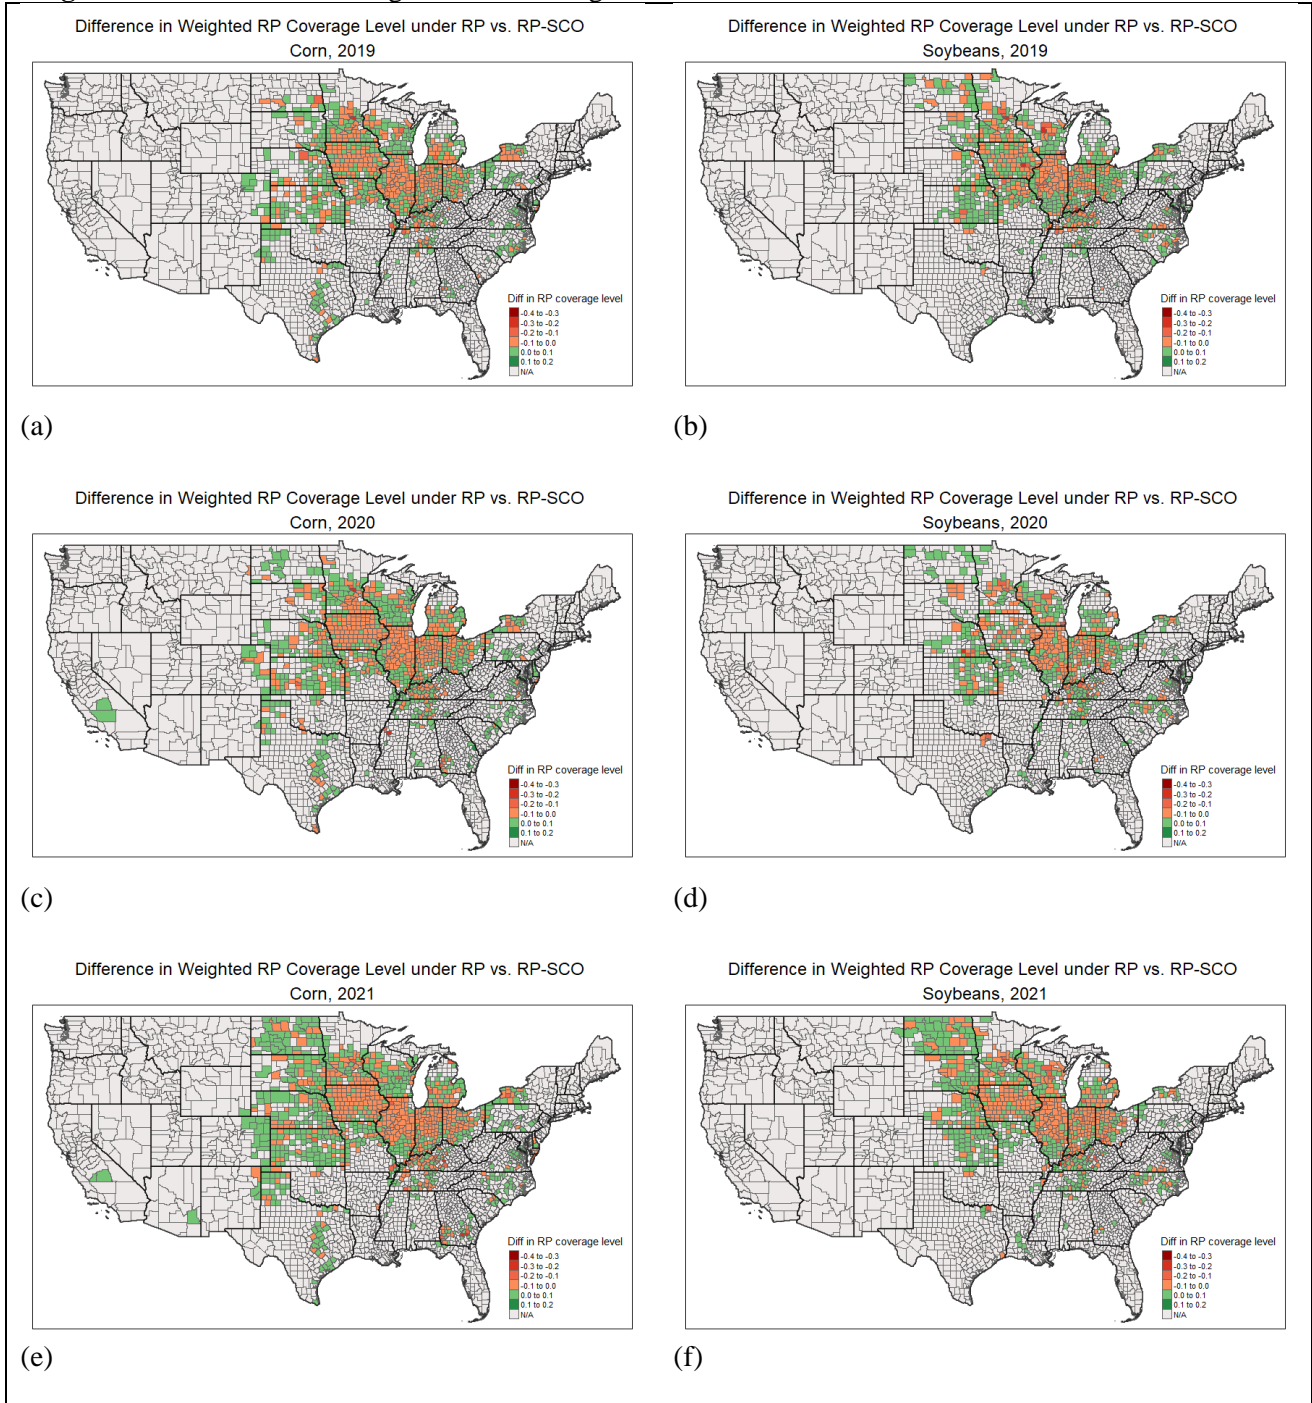 Difference in Weighted RP Coverage Level under RP vs. RP-SCO
Corn, 2019
Diff in RP coverage level
-0.4 to -0.3
-0.3 to -0.2
-0.2 to -0.1
-0.1 to 0.0
0.0 to 0.1
0.1 to 0.2
N/A
(a)
Difference in Weighted RP Coverage Level under RP vs. RP-SCO
Soybeans, 2019
Diff in RP coverage level
-0.4 to -0.3
-0.3 to -0.2
-0.2 to -0.1
-0.1 to 0.0
0.0 to 0.1
0.1 to 0.2
N/A
(b)
Difference in Weighted RP Coverage Level under RP vs. RP-SCO
Corn, 2020
Diff in RP coverage level
-0.4 to -0.3
-0.3 to -0.2
-0.2 to -0.1
-0.1 to 0.0
0.0 to 0.1
0.1 to 0.2
N/A
(c)
Difference in Weighted RP Coverage Level under RP vs. RP-SCO
Soybeans, 2020
Diff in RP coverage level
-0.4 to -0.3
-0.3 to -0.2
-0.2 to -0.1
-0.1 to 0.0
0.0 to 0.1
0.1 to 0.2
N/A
(d)
Difference in Weighted RP Coverage Level under RP vs. RP-SCO
Corn, 2021
Diff in RP coverage level
-0.4 to -0.3
-0.3 to -0.2
-0.2 to -0.1
-0.1 to 0.0
0.0 to 0.1
0.1 to 0.2
N/A
(e)
Difference in Weighted RP Coverage Level under RP vs. RP-SCO
Soybeans, 2021
Diff in RP coverage level
-0.4 to -0.3
-0.3 to -0.2
-0.2 to -0.1
-0.1 to 0.0
0.0 to 0.1
0.1 to 0.2
N/A
(f)